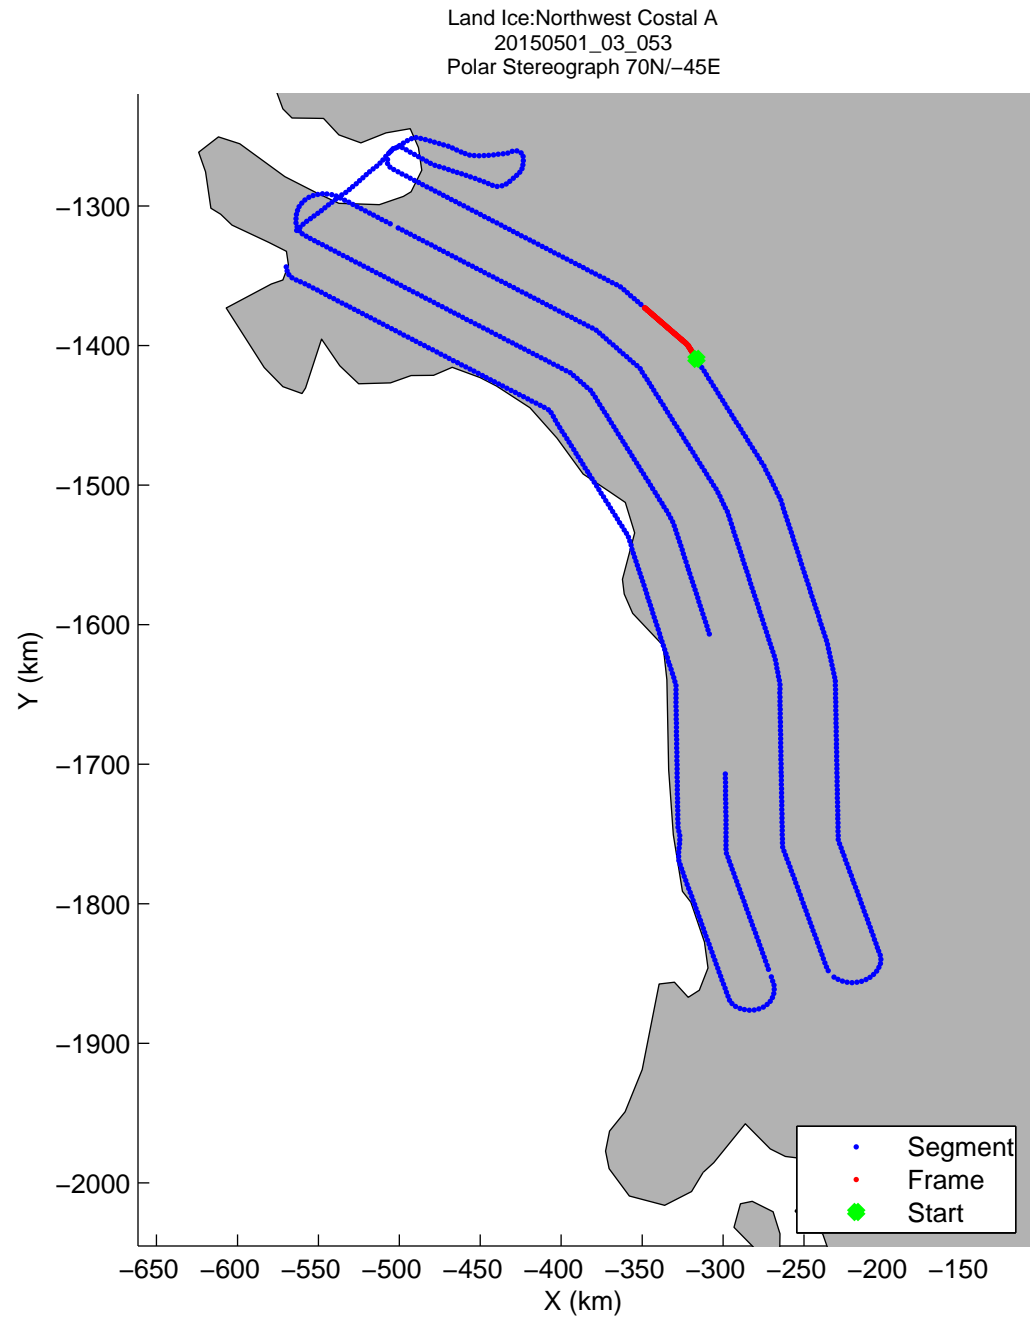 Land Ice:Northwest Costal A
20150501_03_053
Polar Stereograph 70N/−45E
−1300
−1400
−1500
−1600
−1700
−1800
−1900
−2000
Y (km)
Segment
Frame
Start
−650 −600 −550 −500 −450 −400 −350 −300 −250 −200 −150
X (km)